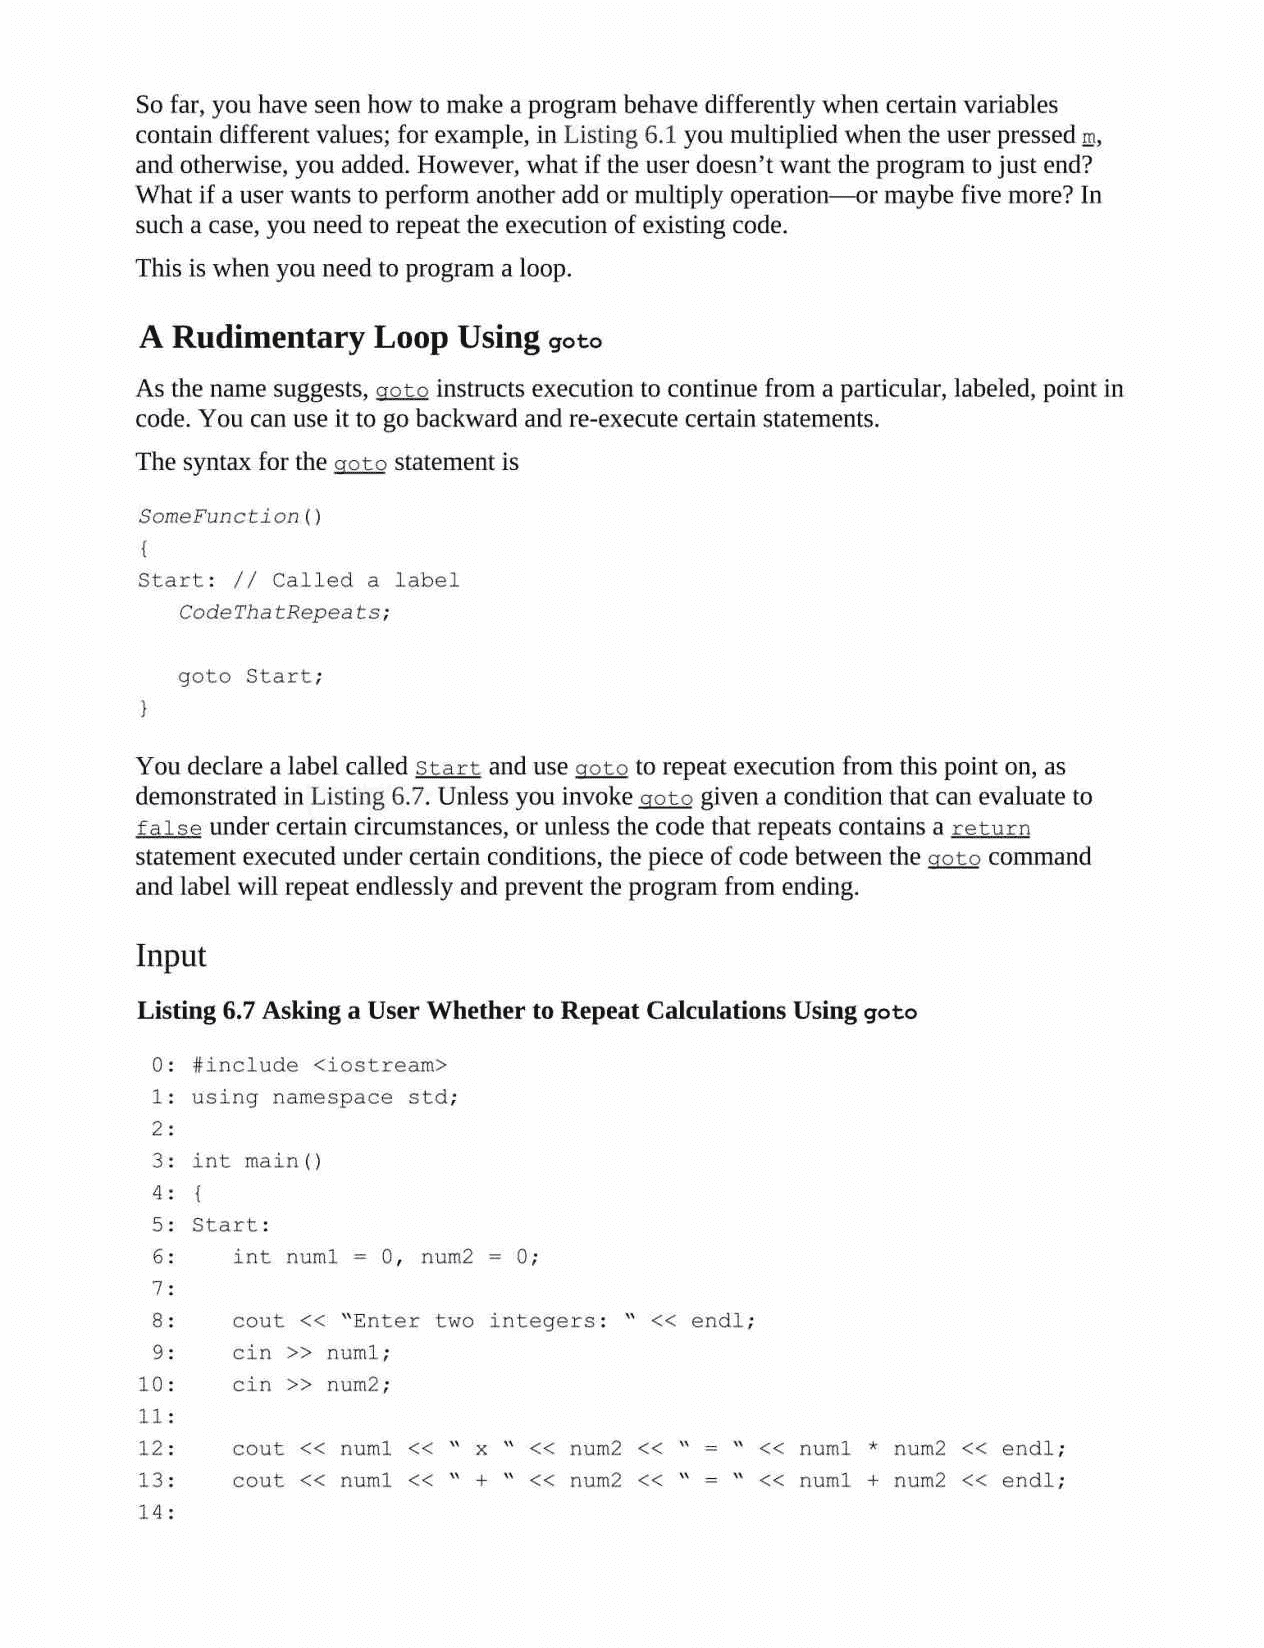 So far, you have seen how to make a program behave differently when certain variables
contain different values; for example, in Listing 6.1 you multiplied when the user pressed m,
and otherwise, you added. However, what if the user doesn’t want the program to just end?
What if a user wants to perform another add or multiply operation—or maybe five more? In
such a case, you need to repeat the execution of existing code.
This is when you need to program a loop.
A Rudimentary Loop Using goto
As the name suggests, goto instructs execution to continue from a particular, labeled, point in
code. You can use it to go backward and re-execute certain statements.
The syntax for the goto statement is
SomeFunction()
{
Start: // Called a label
   CodeThatRepeats;
   goto Start;
}
You declare a label called Start and use goto to repeat execution from this point on, as
demonstrated in Listing 6.7. Unless you invoke goto given a condition that can evaluate to
false under certain circumstances, or unless the code that repeats contains a return
statement executed under certain conditions, the piece of code between the goto command
and label will repeat endlessly and prevent the program from ending.
Input
Listing 6.7 Asking a User Whether to Repeat Calculations Using goto
0: #include <iostream>
1: using namespace std;
2:
3: int main()
4: {
5: Start:
6:    int num1 = 0, num2 = 0;
7:
8:    cout << “Enter two integers: “ << endl;
9:    cin >> num1;
10:    cin >> num2;
11:
12:    cout << num1 << “ x “ << num2 << “ = “ << num1 * num2 << endl;
13:    cout << num1 << “ + “ << num2 << “ = “ << num1 + num2 << endl;
14: